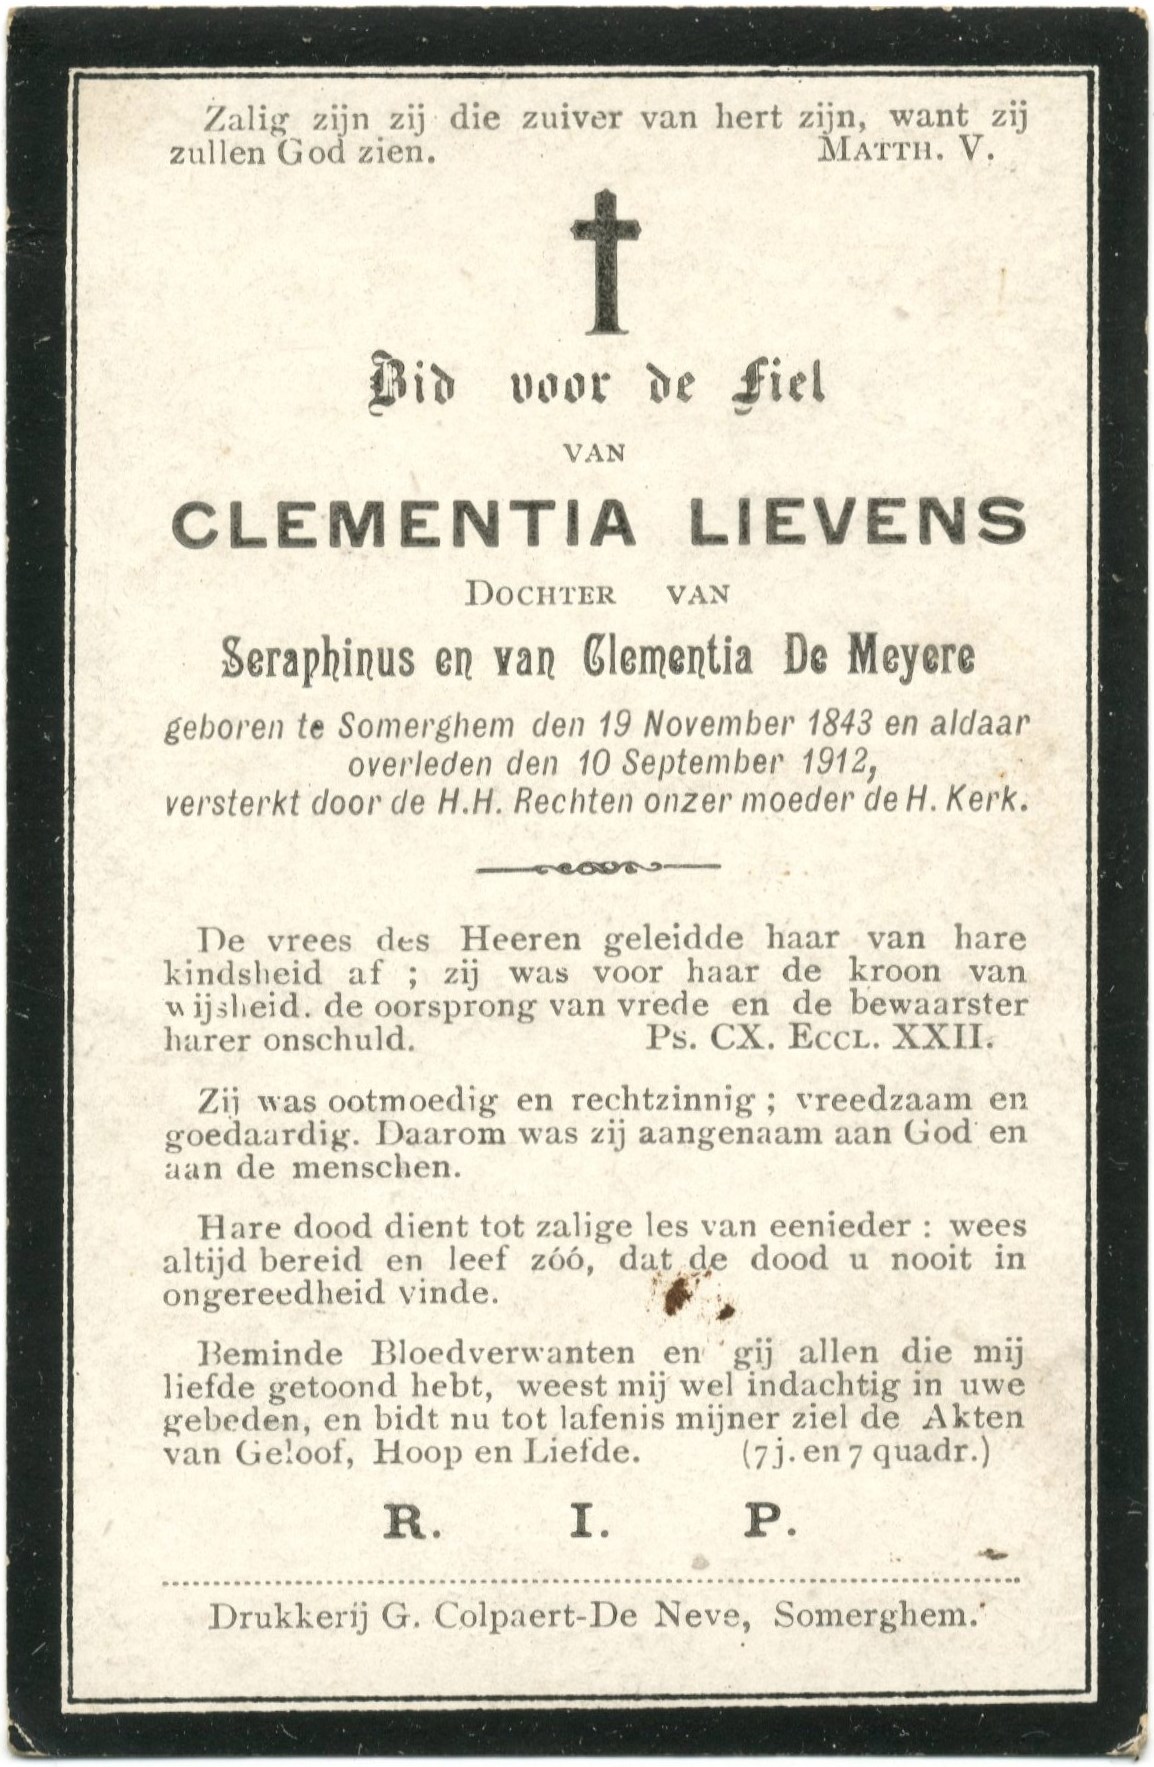 Zalig zijn zij die zuiver van hert zijn, want zij
zullen God zien. MATTH. V.
Bid voor de Fiel
VAN
CLEMENTIA LIEVENS
DOCHTER VAN
Seraphinus en van Clementia De Meyere
geboren te Somerghem den 19 November 1843 en aldaar
overleden den 10 September 1912,
versterkt door de H.H. Rechten onzer moeder de H. Kerk.
De vrees des Heeren geleidde haar van hare
kindsheid af ; zij was voor haar de kroon van
wijsheid. de oorsprong van vrede en de bewaarster
harer onschuld. Ps. CX. ECCL. XXII.
Zij was ootmoedig en rechtzinnig ; vreedzaam en
goedaardig. Daarom was zij aangenaam aan God en
aan de menschen.
Hare dood dient tot zalige les van eenieder : wees
altijd bereid en leef zóó, dat de dood u nooit in
ongereedheid vinde.
Beminde Bloedverwanten en gij allen die mij
liefde getoond hebt, weest mij wel indachtig in uwe
gebeden, en bidt nu tot lafenis mijner ziel de Akten
van Geloof, Hoop en Liefde. (7 j. en 7 quadr.)
R. I. P.
Drukkerij G. Colpaert-De Neve, Somerghem.